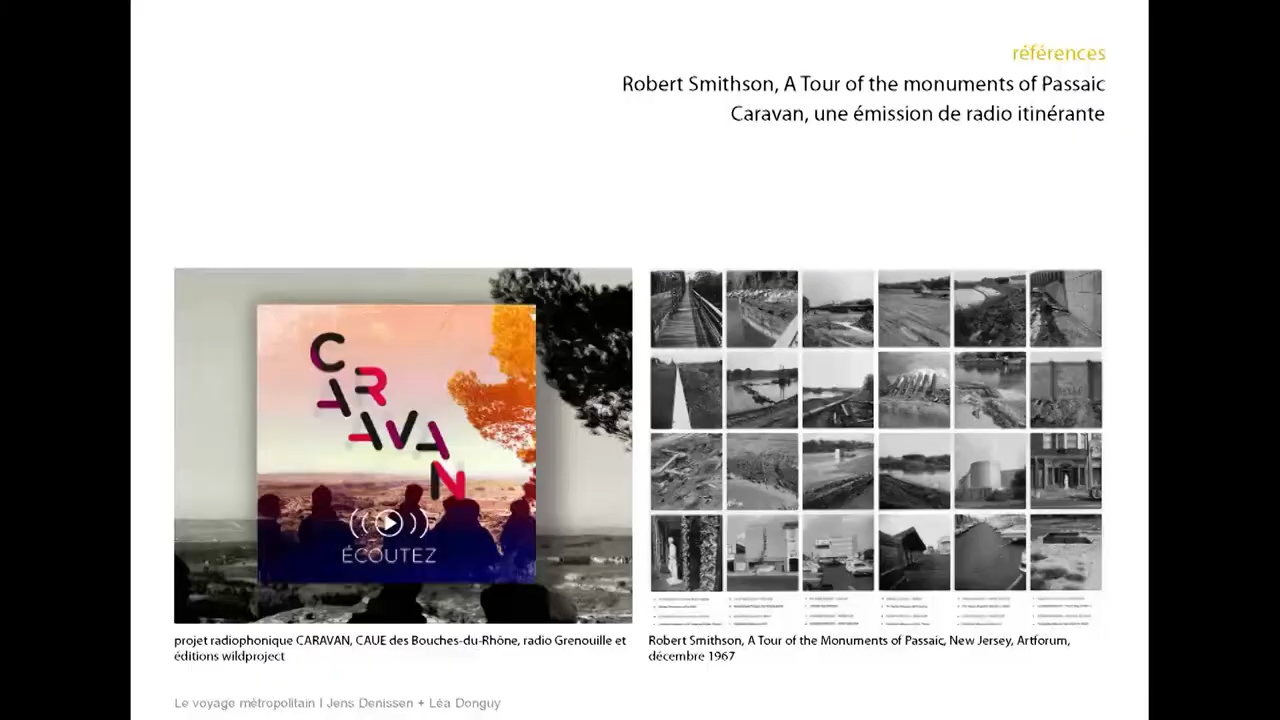 références
Robert Smithson, A Tour of the monuments of Passaic
Caravan, une émission de radio itinérante
CARAVAN
ÉCOUTEZ
projet radiophonique CARAVAN, CAUE des Bouches-du-Rhône, radio Grenouille et
éditions wildproject
Robert Smithson, A Tour of the Monuments of Passaic, New Jersey, Artforum,
décembre 1967
Le voyage métropolitain I Jens Denissen + Léa Donguy